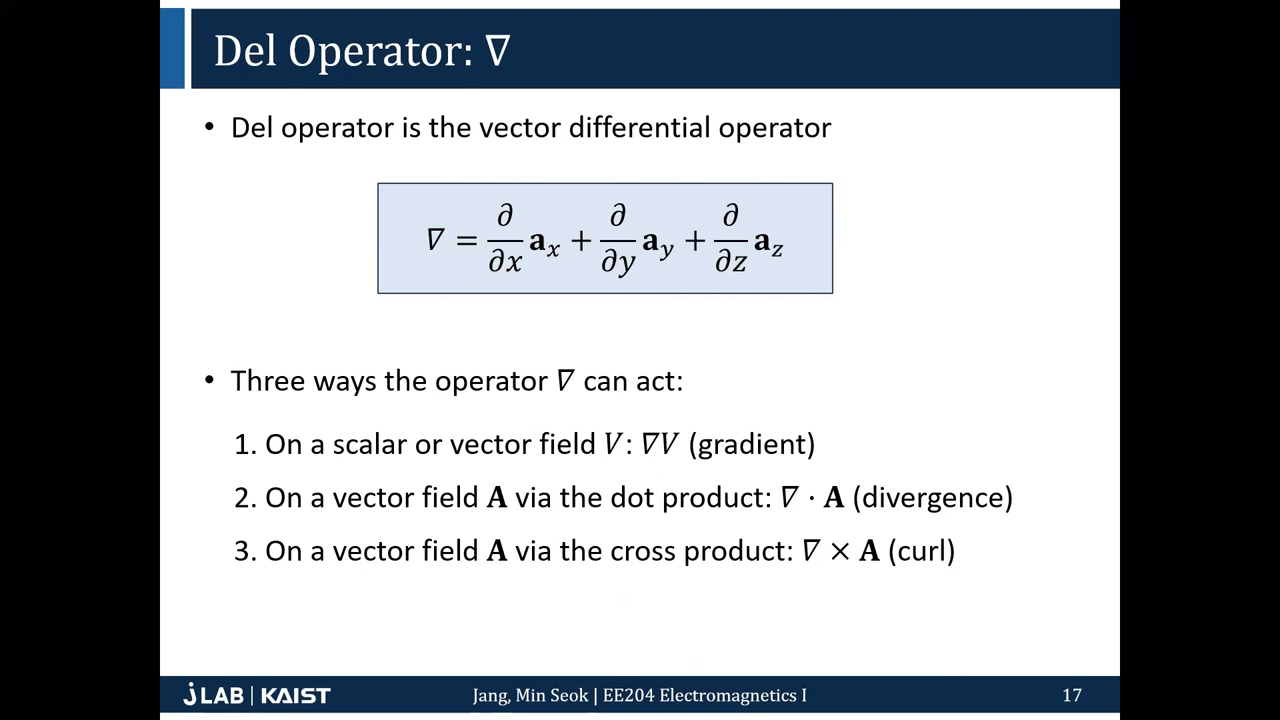 Del Operator: ∇
• Del operator is the vector differential operator
∇ = ∂/∂x a_x + ∂/∂y a_y + ∂/∂z a_z
• Three ways the operator ∇ can act:
1. On a scalar or vector field V: ∇V (gradient)
2. On a vector field A via the dot product: ∇ · A (divergence)
3. On a vector field A via the cross product: ∇ × A (curl)
jLAB | KAIST
Jang, Min Seok | EE204 Electromagnetics I
17